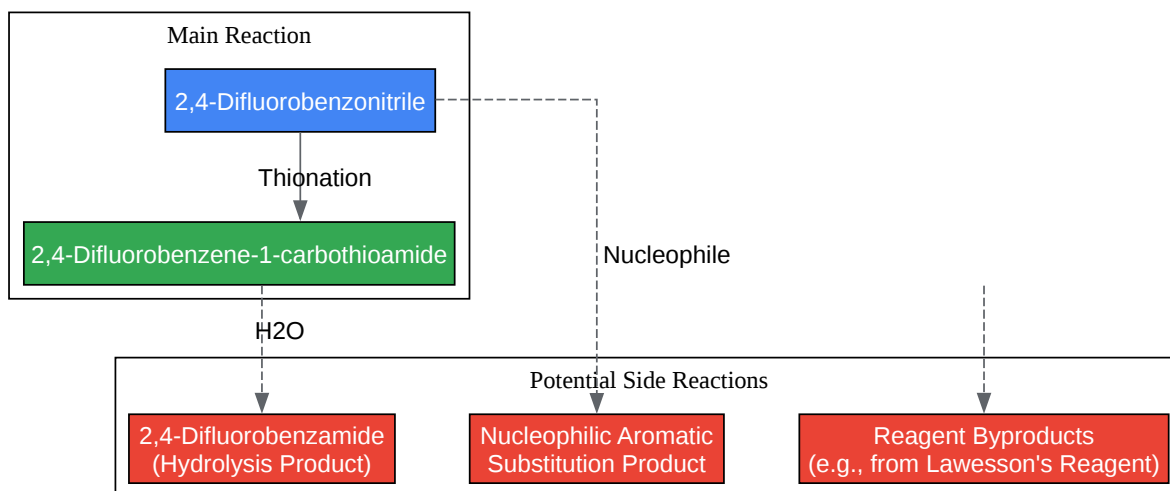 Main Reaction
2,4-Difluorobenzonitrile
Thionation
2,4-Difluorobenzene-1-carbothioamide
Nucleophile
H2O
Potential Side Reactions
2,4-Difluorobenzamide
(Hydrolysis Product)
Nucleophilic Aromatic
Substitution Product
Reagent Byproducts
(e.g., from Lawesson's Reagent)